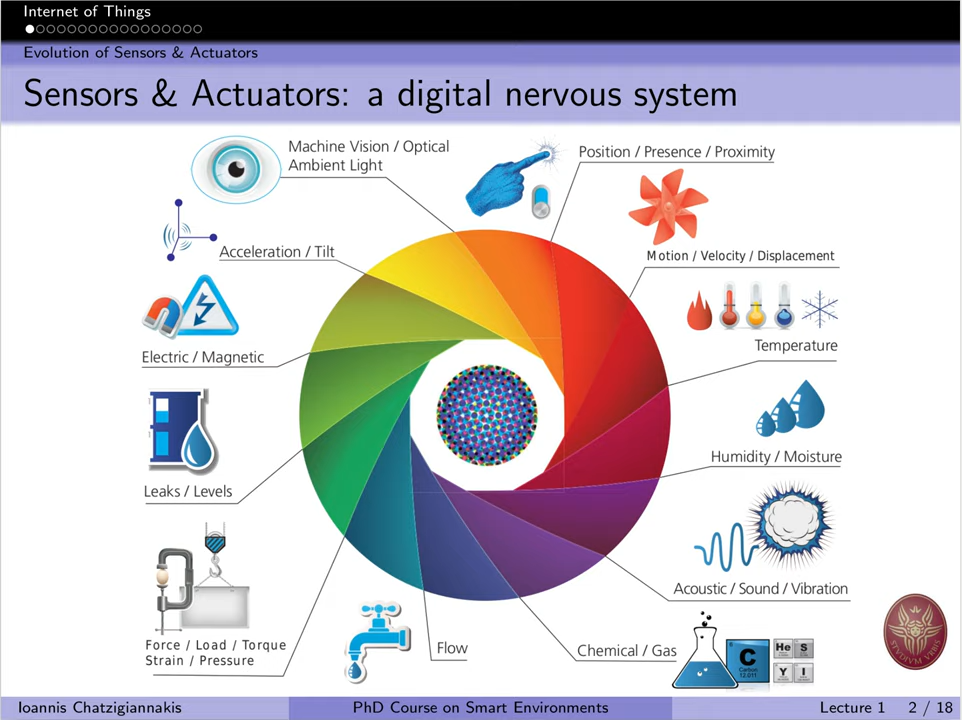 Internet of Things
Evolution of Sensors & Actuators
Sensors & Actuators: a digital nervous system
Machine Vision / Optical
Ambient Light
Position / Presence / Proximity
Acceleration / Tilt
Motion / Velocity / Displacement
Electric / Magnetic
Temperature
Leaks / Levels
Humidity / Moisture
Acoustic / Sound / Vibration
Force / Load / Torque
Strain / Pressure
Flow
Chemical / Gas
C
Carbon
12.011
He S
Y I
STVDIVM VRBIS
Ioannis Chatzigiannakis PhD Course on Smart Environments Lecture 1 2 / 18